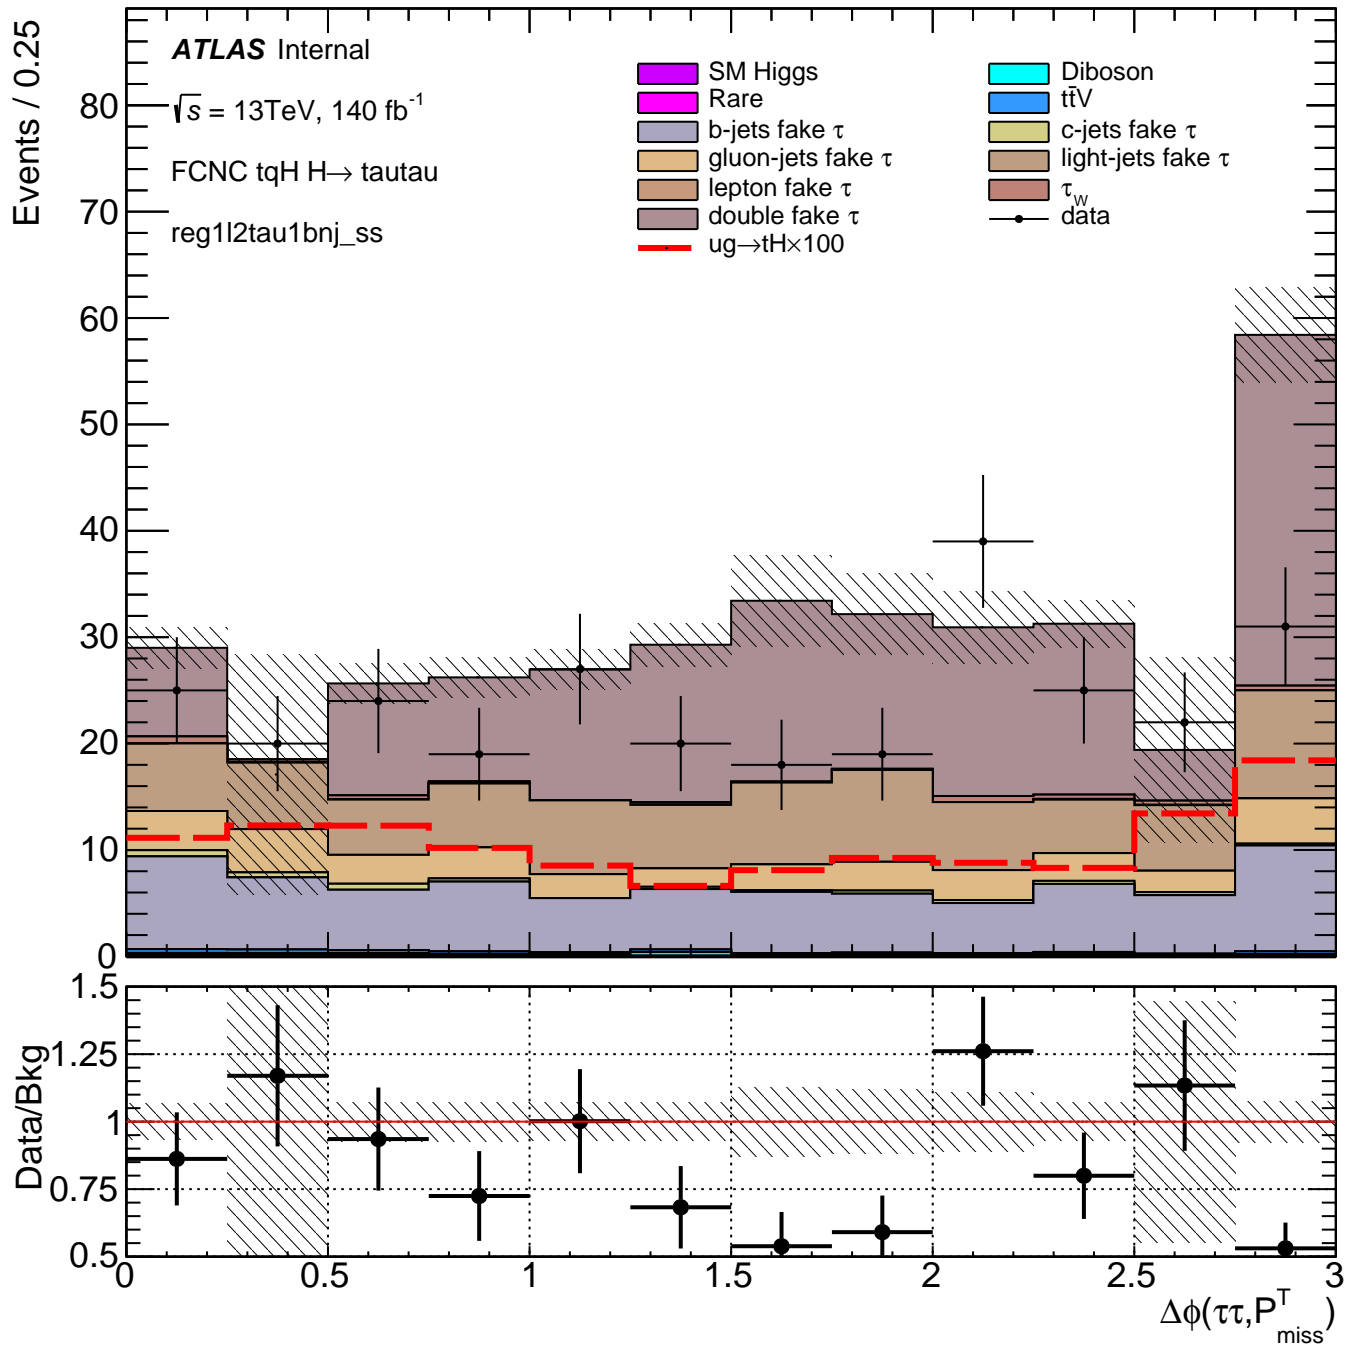 Events / 0.25
ATLAS Internal
√s = 13TeV, 140 fb⁻¹
FCNC tqH H→ tautau
reg1l2tau1bnj_ss
SM Higgs
Rare
b-jets fake τ
gluon-jets fake τ
lepton fake τ
double fake τ
ug→tH×100
Diboson
tt̄V
c-jets fake τ
light-jets fake τ
τ_W
data
80
70
60
50
40
30
20
10
0
Data/Bkg
1.5
1.25
1
0.75
0.5
0 0.5 1 1.5 2 2.5 3
Δϕ(ττ,P^T_miss)